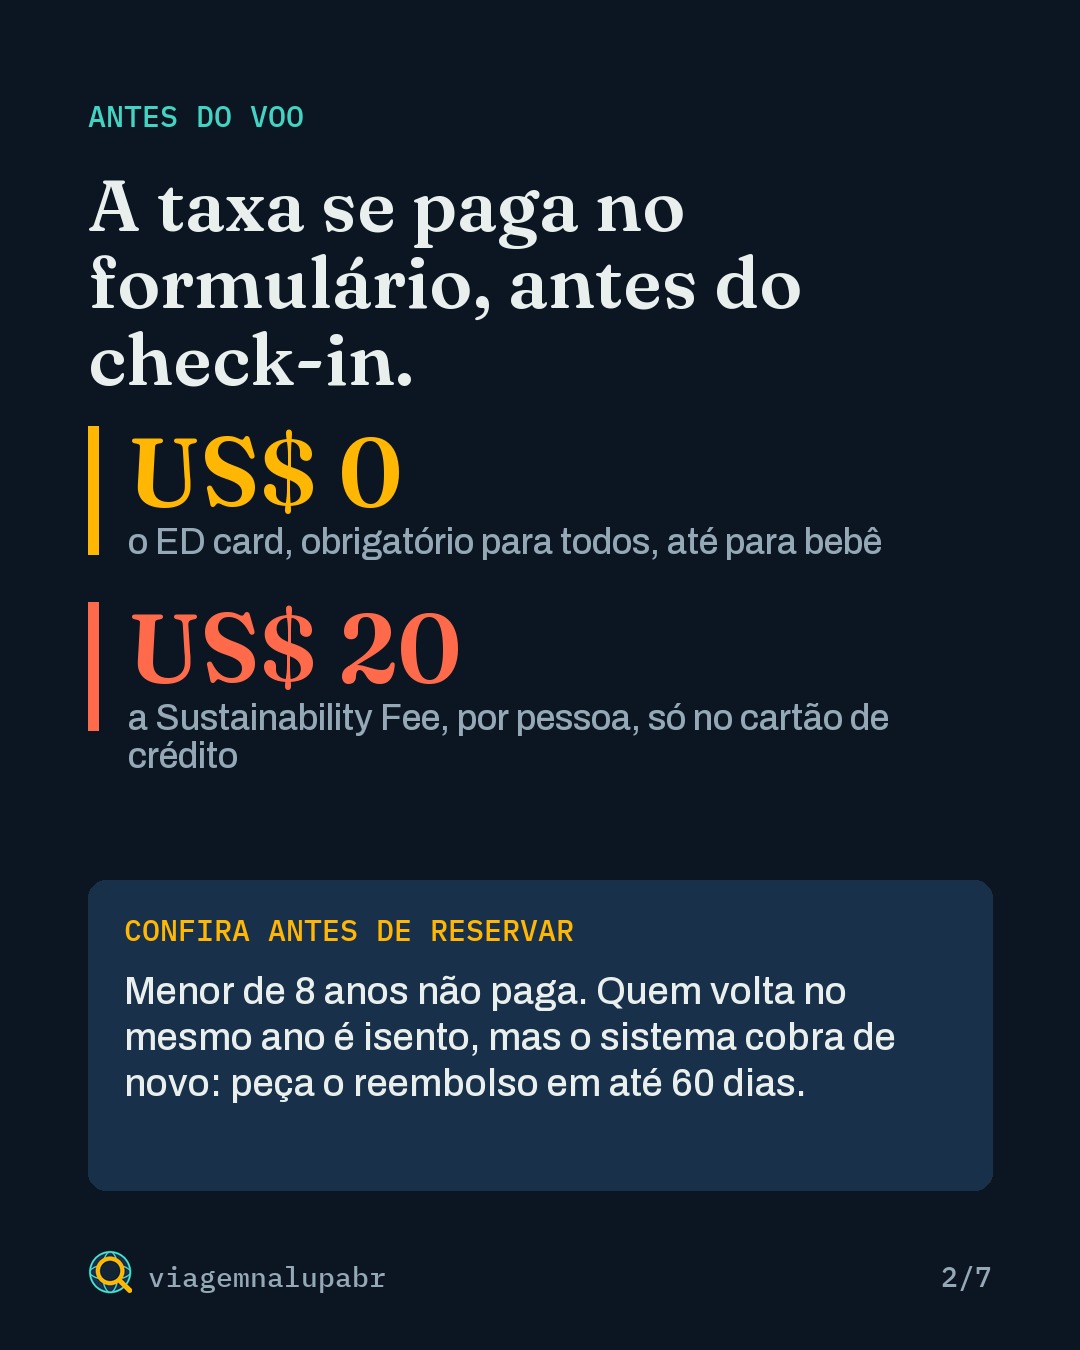 ANTES DO VOO
A taxa se paga no
formulário, antes do
check-in.
US$ 0
o ED card, obrigatório para todos, até para bebê
US$ 20
a Sustainability Fee, por pessoa, só no cartão de
crédito
CONFIRA ANTES DE RESERVAR
Menor de 8 anos não paga. Quem volta no
mesmo ano é isento, mas o sistema cobra de
novo: peça o reembolso em até 60 dias.
viagemnalupabr
2/7